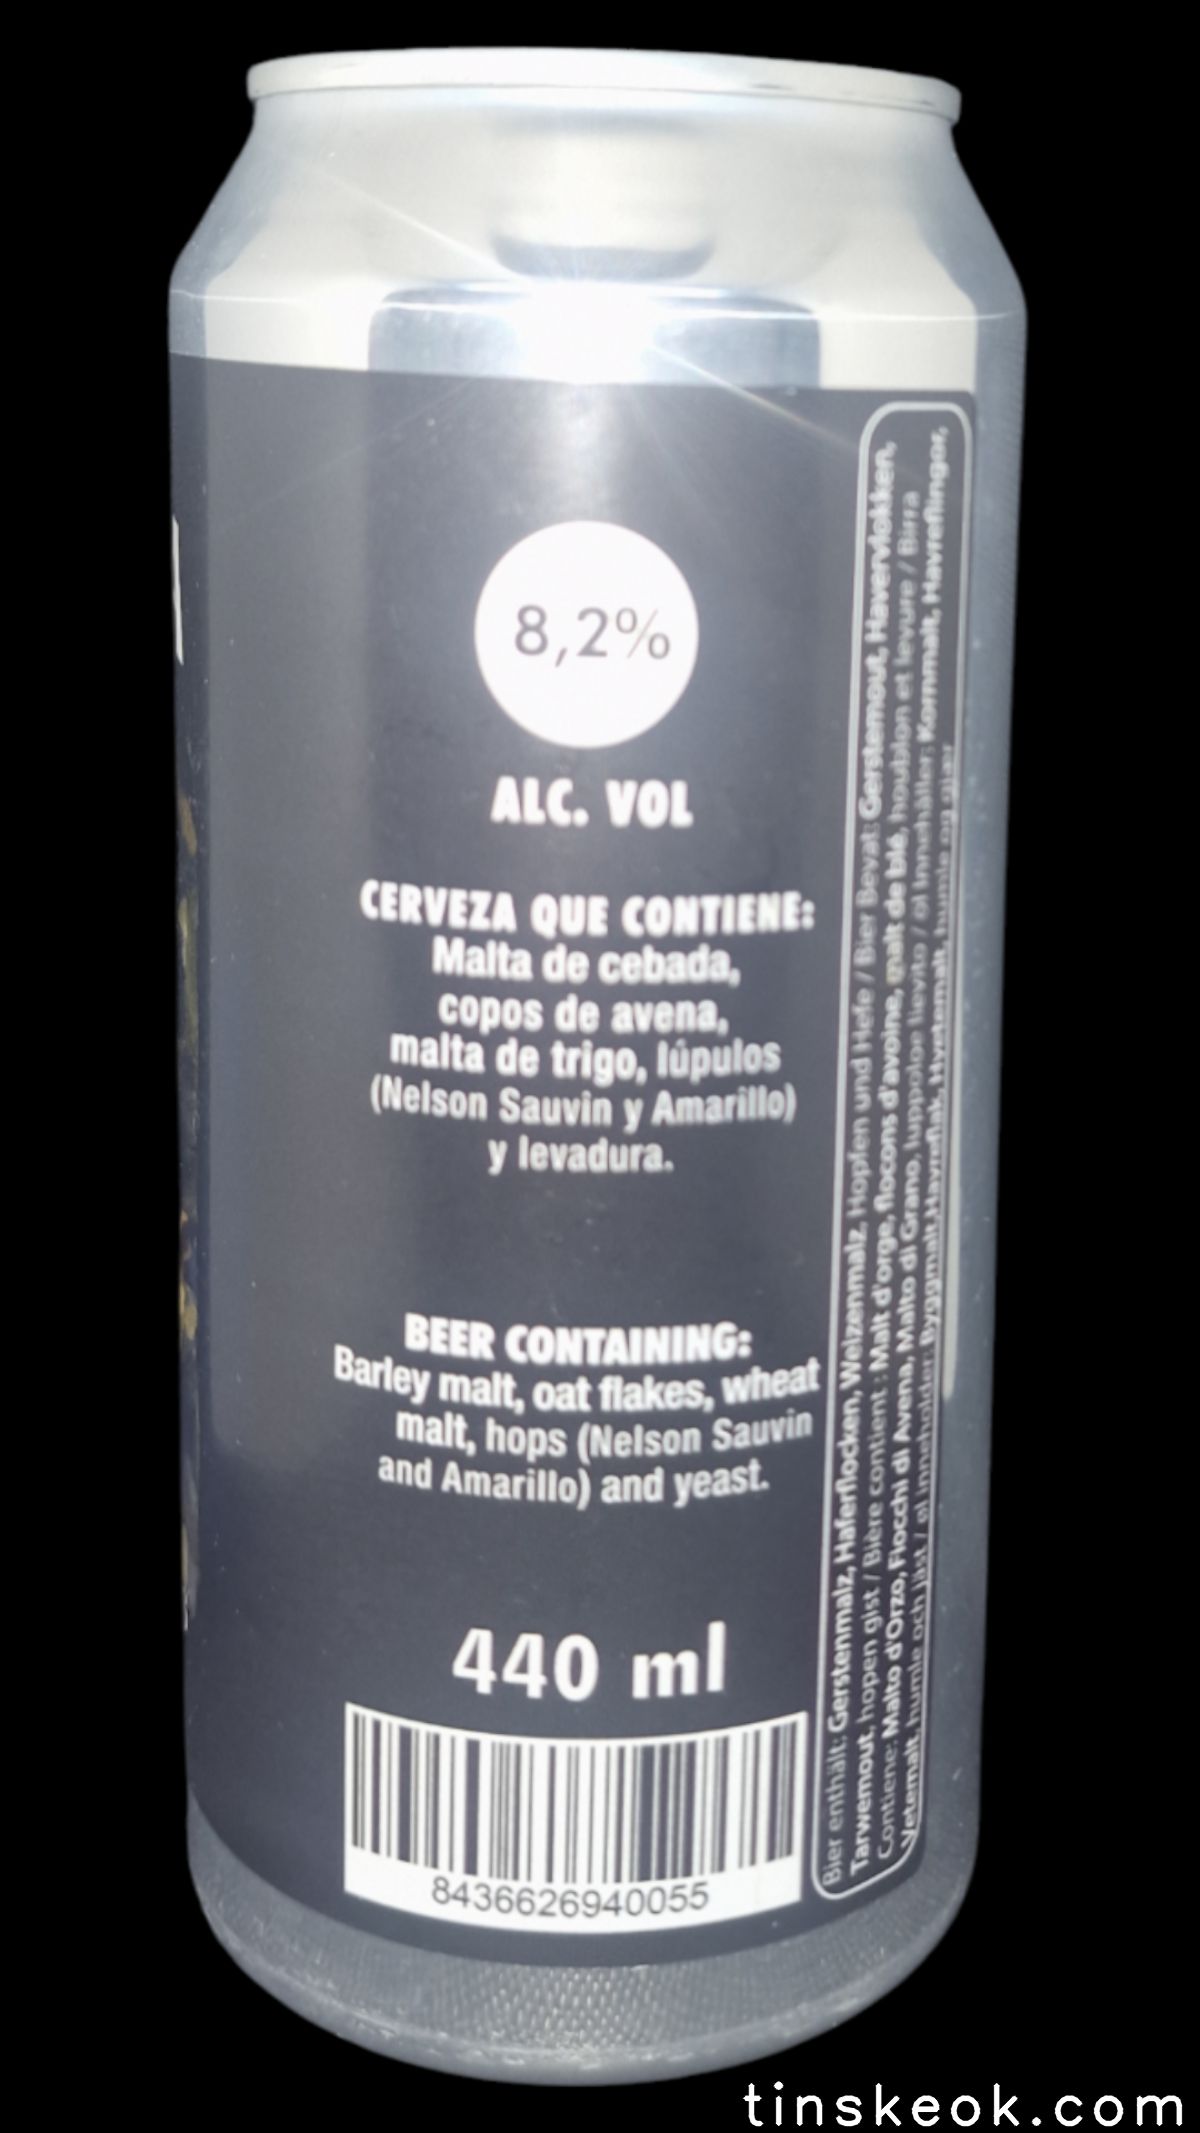 8,2%
ALC. VOL
CERVEZA QUE CONTIENE:
Malta de cebada,
copos de avena,
malta de trigo, lúpulos
(Nelson Sauvin y Amarillo)
y levadura.
BEER CONTAINING:
Barley malt, oat flakes, wheat
malt, hops (Nelson Sauvin
and Amarillo) and yeast.
440 ml
8436626940055
Bier enthält: Gerstenmalz, Haferflocken, Weizenmalz, Hopfen und Hefe / Bier Bevat: Gerstemout, Havervlokken,
Tarwemout, hopen gist / Bière contient : Malt d'orge, flocons d'avoine, malt de blé, houblon et levure / Birra
Contiene: Malto d'Orzo, Fiocchi di Avena, Malto di Grano, luppoloe lievito / öl Innehåller: Kornmalt, Havreflingor,
Vetemalt, humle och jäst / øl inneholder: Byggmalt, Havreflak, Hvetemalt, humle og gjær
tinskeok.com